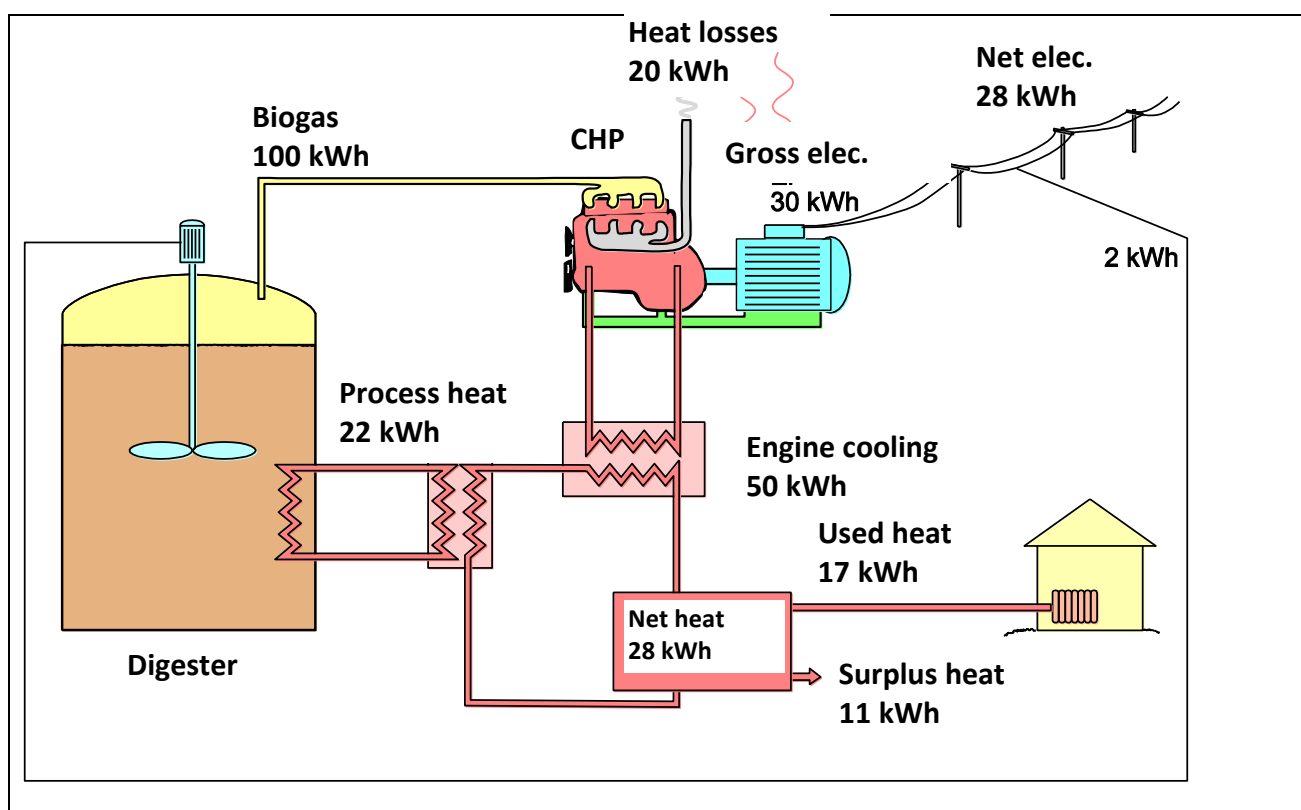 Heat losses
20 kWh
Net elec.
28 kWh
Biogas
100 kWh
CHP
Gross elec.
30 kWh
2 kWh
Process heat
22 kWh
Engine cooling
50 kWh
Used heat
17 kWh
Net heat
28 kWh
Digester
Surplus heat
11 kWh